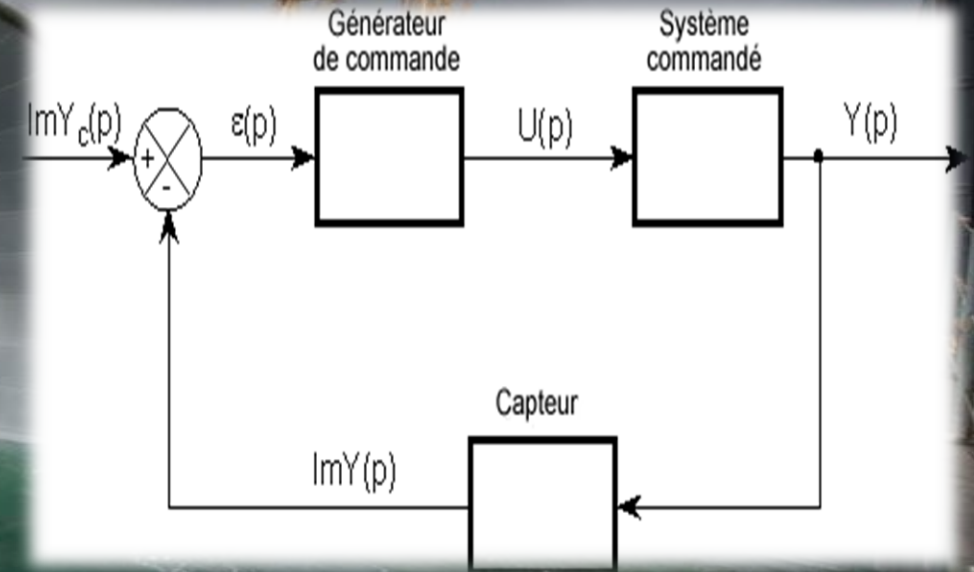 Générateur
de commande
Système
commandé
ImYc(p)
+
-
ε(p)
U(p)
Y(p)
Capteur
ImY(p)